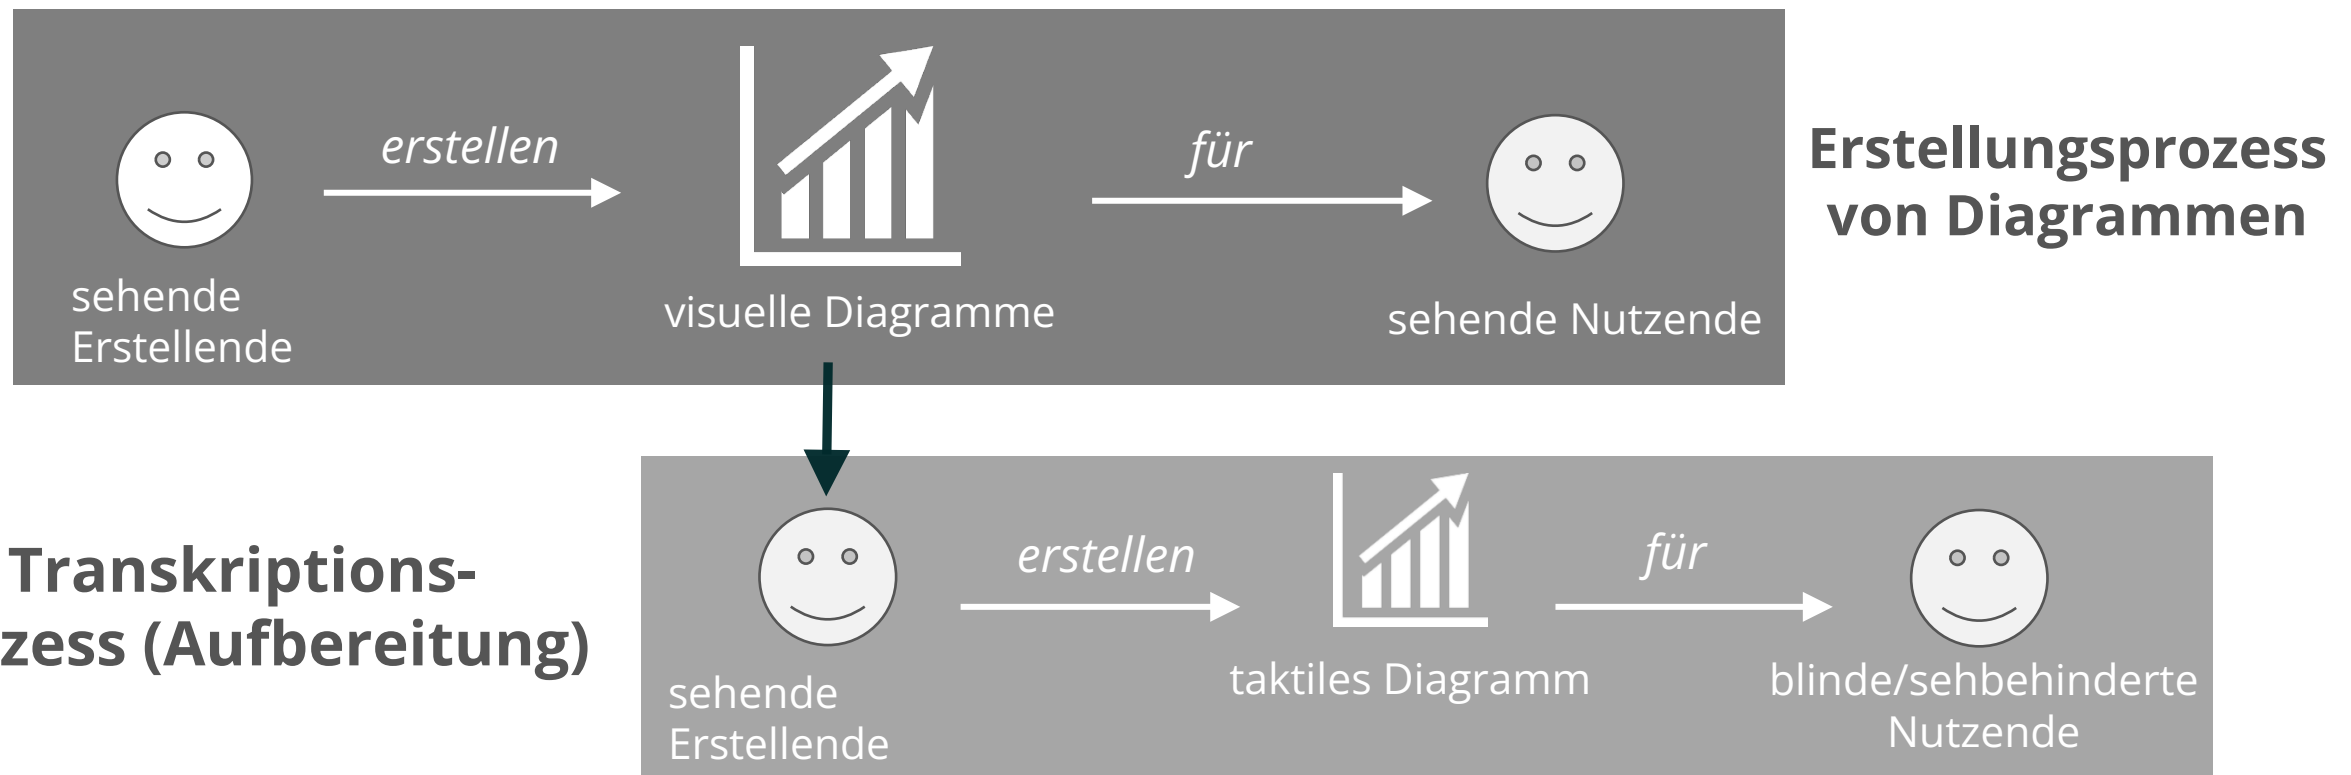 erstellen
für
sehende
Erstellende
visuelle Diagramme
sehende Nutzende
Erstellungsprozess
von Diagrammen
Transkriptions-
zess (Aufbereitung)
erstellen
für
sehende
Erstellende
taktiles Diagramm
blinde/sehbehinderte
Nutzende